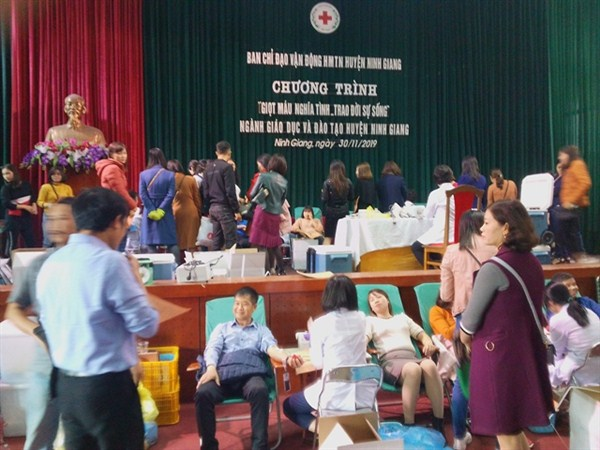 BAN CHỈ ĐẠO VẬN ĐỘNG HMTN HUYỆN NINH GIANG
CHƯƠNG TRÌNH
"GIỌT MÁU NGHĨA TÌNH...TRAO ĐỜI SỰ SỐNG"
NGÀNH GIÁO DỤC VÀ ĐÀO TẠO HUYỆN NINH GIANG
Ninh Giang, ngày 30/11/2019